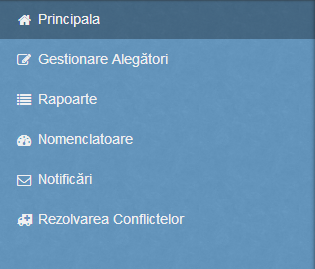 Principala
Gestionare Alegători
Rapoarte
Nomenclatoare
Notificări
Rezolvarea Conflictelor